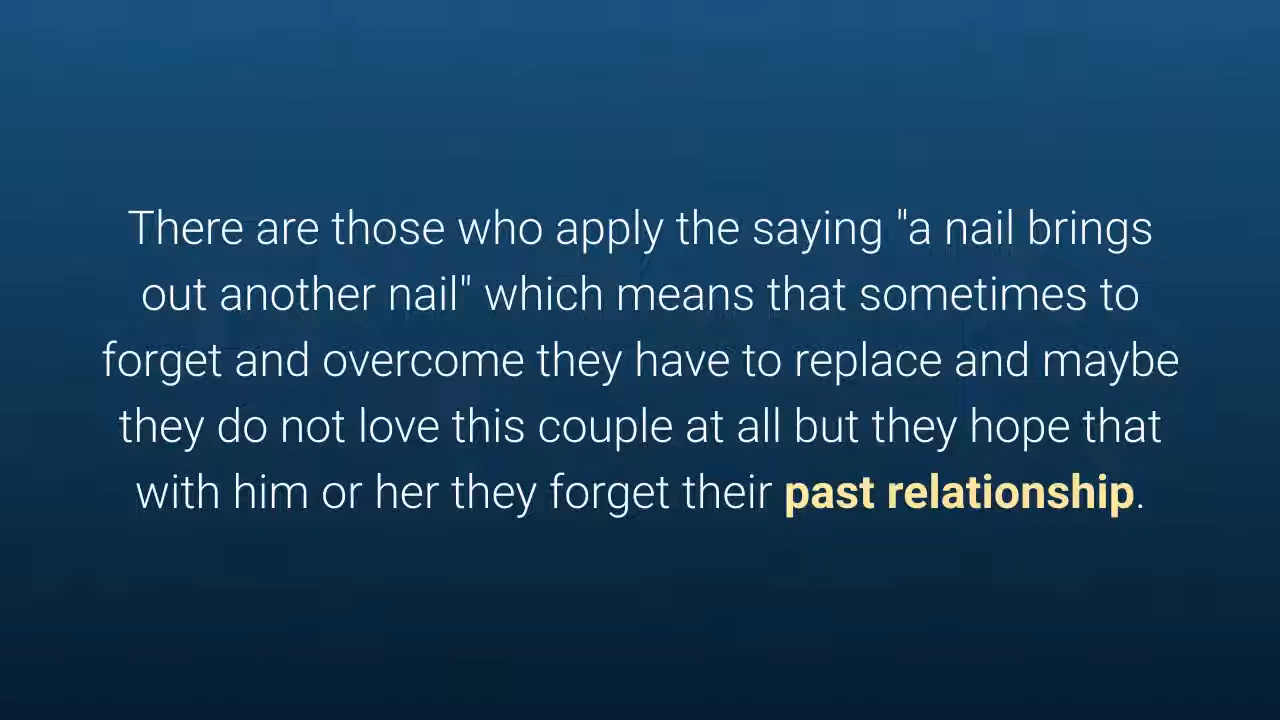 There are those who apply the saying "a nail brings
out another nail" which means that sometimes to
forget and overcome they have to replace and maybe
they do not love this couple at all but they hope that
with him or her they forget their past relationship.